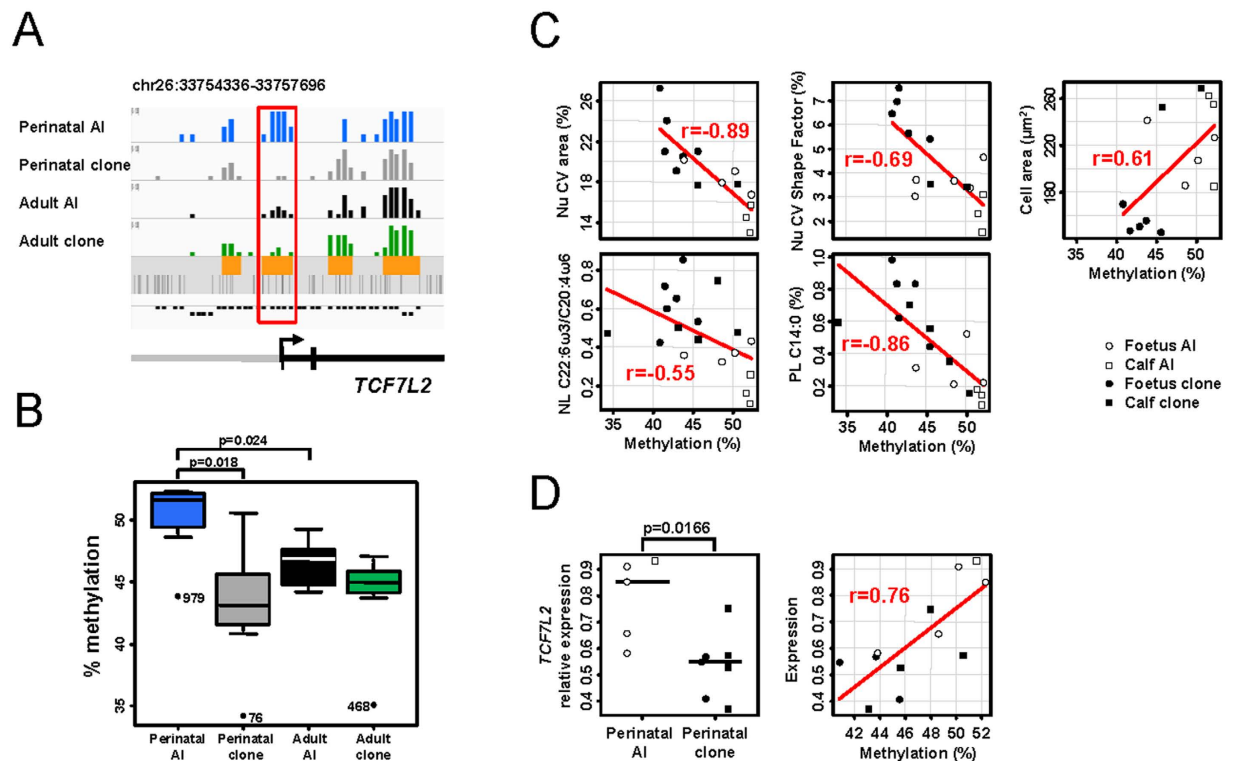 A
chr26:33754336-33757696
Perinatal AI
Perinatal clone
Adult AI
Adult clone
TCF7L2
B
p=0.024
p=0.018
% methylation
50
45
40
35
979
76
468
Perinatal AI
Perinatal clone
Adult AI
Adult clone
C
Nu CV area (%)
26
22
18
14
r=-0.89
Nu CV Shape Factor (%)
7
6
5
4
3
2
r=-0.69
Cell area (µm²)
260
220
180
r=0.61
35 40 45 50
Methylation (%)
NL C22:6ω3/C20:4ω6
0.8
0.6
0.4
0.2
r=-0.55
35 40 45 50
Methylation (%)
PL C14:0 (%)
1.0
0.8
0.6
0.4
0.2
r=-0.86
35 40 45 50
Methylation (%)
Foetus AI
Calf AI
Foetus clone
Calf clone
D
p=0.0166
TCF7L2
relative expression
0.9
0.8
0.7
0.6
0.5
0.4
Perinatal AI
Perinatal clone
Expression
0.9
0.8
0.7
0.6
0.5
0.4
r=0.76
42 44 46 48 50 52
Methylation (%)